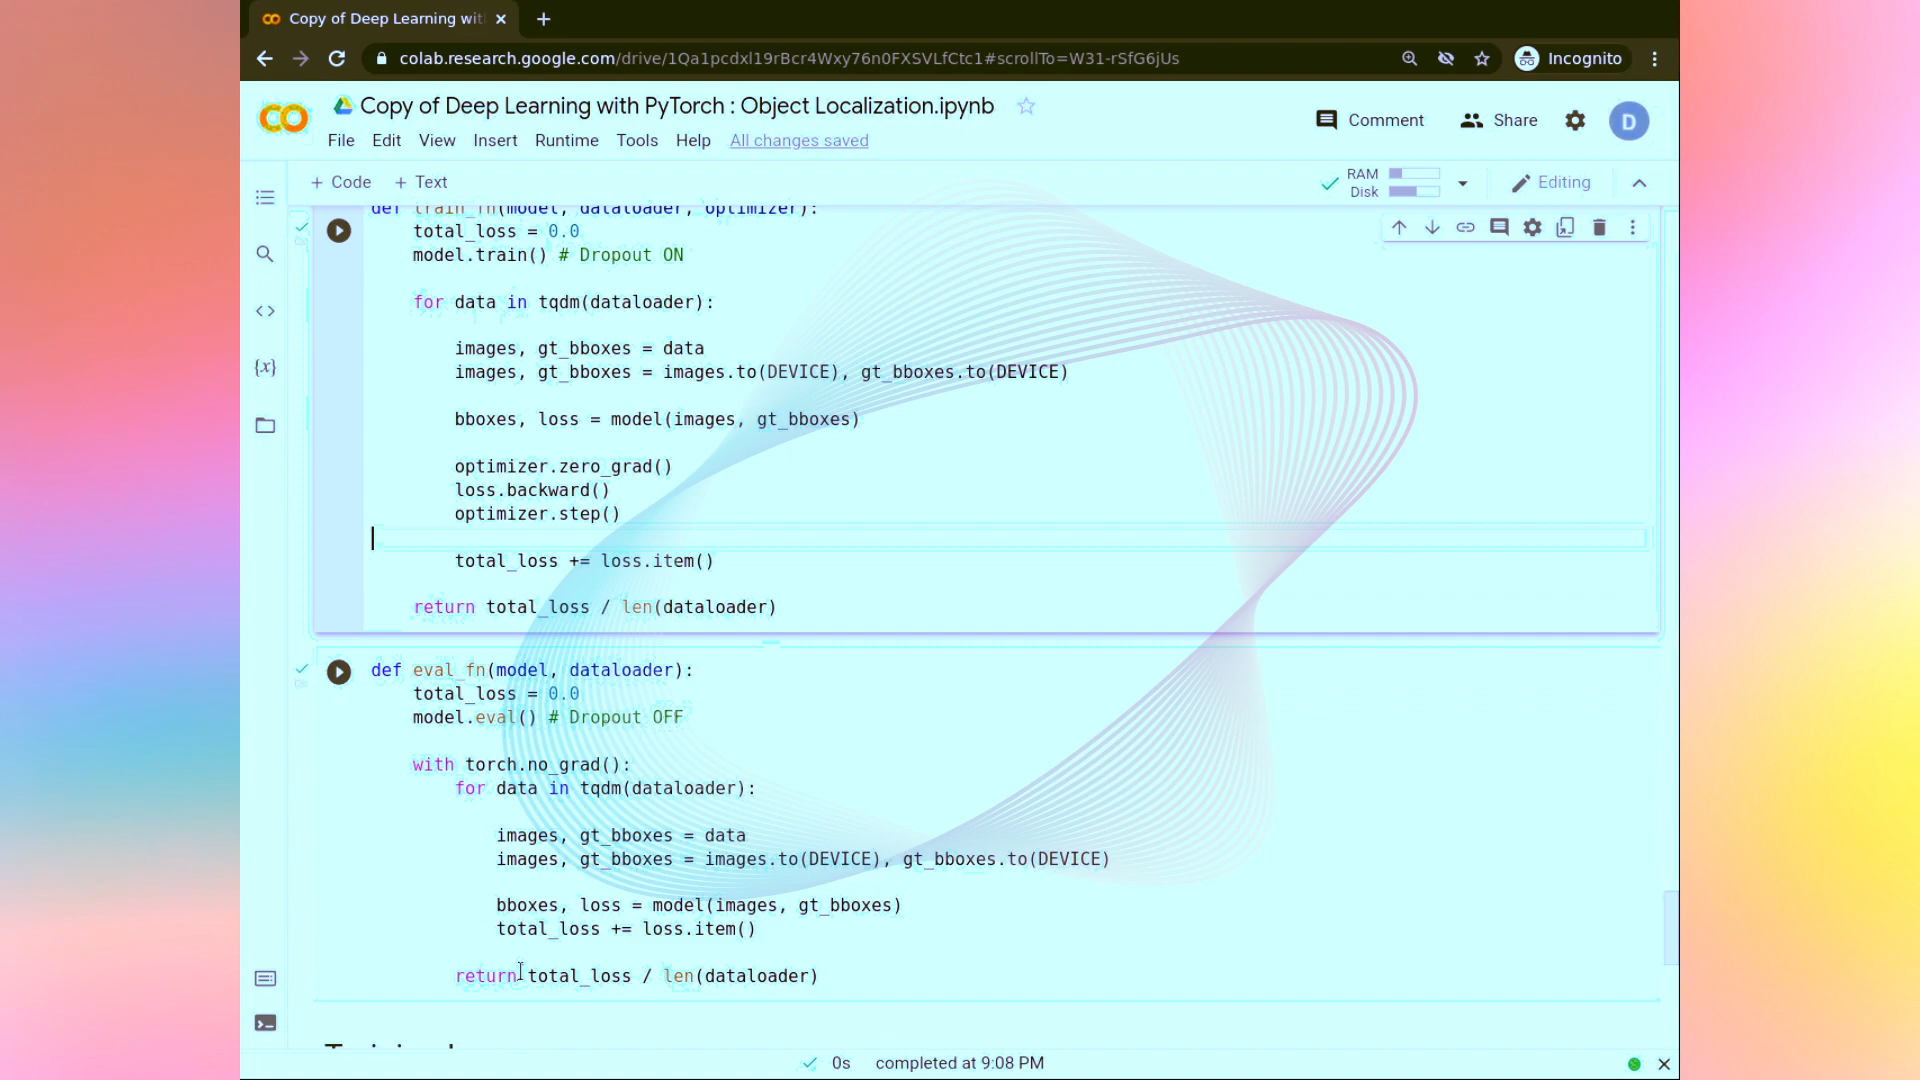 Copy of Deep Learning wit
colab.research.google.com/drive/1Qa1pcdxl19rBcr4Wxy76n0FXSVLfCtc1#scrollTo=W31-rSfG6jUs
Incognito
Copy of Deep Learning with PyTorch : Object Localization.ipynb
Comment
Share
D
File Edit View Insert Runtime Tools Help All changes saved
+ Code + Text
RAM
Disk
Editing
def train_fn(model, dataloader, optimizer):
total_loss = 0.0
model.train() # Dropout ON
for data in tqdm(dataloader):
images, gt_bboxes = data
images, gt_bboxes = images.to(DEVICE), gt_bboxes.to(DEVICE)
bboxes, loss = model(images, gt_bboxes)
optimizer.zero_grad()
loss.backward()
optimizer.step()
total_loss += loss.item()
return total_loss / len(dataloader)
def eval_fn(model, dataloader):
total_loss = 0.0
model.eval() # Dropout OFF
with torch.no_grad():
for data in tqdm(dataloader):
images, gt_bboxes = data
images, gt_bboxes = images.to(DEVICE), gt_bboxes.to(DEVICE)
bboxes, loss = model(images, gt_bboxes)
total_loss += loss.item()
return total_loss / len(dataloader)
0s completed at 9:08 PM